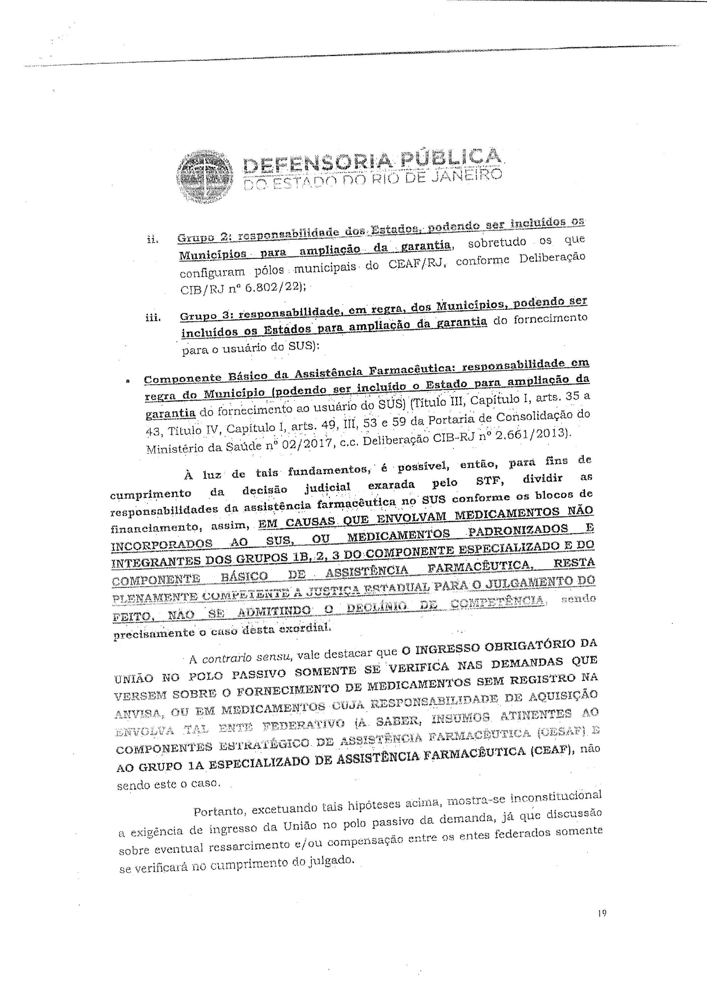 DEFENSORIA PÚBLICA
DO ESTADO DO RIO DE JANEIRO
ii. Grupo 2: responsabilidade dos Estados, podendo ser incluídos os
Municípios para ampliação da garantia, sobretudo os que
configuram pólos municipais do CEAF/RJ, conforme Deliberação
CIB/RJ nº 6.802/22);
iii. Grupo 3: responsabilidade, em regra, dos Municípios, podendo ser
incluídos os Estados para ampliação da garantia do fornecimento
para o usuário do SUS):
▪ Componente Básico da Assistência Farmacêutica: responsabilidade em
regra do Município (podendo ser incluído o Estado para ampliação da
garantia do fornecimento ao usuário do SUS) (Título III, Capítulo I, arts. 35 a
43, Título IV, Capítulo I, arts. 49, III, 53 e 59 da Portaria de Consolidação do
Ministério da Saúde nº 02/2017, c.c. Deliberação CIB-RJ nº 2.661/2013).
À luz de tais fundamentos, é possível, então, para fins de
cumprimento da decisão judicial exarada pelo STF, dividir as
responsabilidades da assistência farmacêutica no SUS conforme os blocos de
financiamento, assim, EM CAUSAS QUE ENVOLVAM MEDICAMENTOS NÃO
INCORPORADOS AO SUS, OU MEDICAMENTOS PADRONIZADOS E
INTEGRANTES DOS GRUPOS 1B, 2, 3 DO COMPONENTE ESPECIALIZADO E DO
COMPONENTE BÁSICO DE ASSISTÊNCIA FARMACÊUTICA, RESTA
PLENAMENTE COMPETENTE A JUSTIÇA ESTADUAL PARA O JULGAMENTO DO
FEITO, NÃO SE ADMITINDO O DECLÍNIO DE COMPETÊNCIA, sendo
precisamente o caso desta exordial.
A contrario sensu, vale destacar que O INGRESSO OBRIGATÓRIO DA
UNIÃO NO POLO PASSIVO SOMENTE SE VERIFICA NAS DEMANDAS QUE
VERSEM SOBRE O FORNECIMENTO DE MEDICAMENTOS SEM REGISTRO NA
ANVISA, OU EM MEDICAMENTOS CUJA RESPONSABILIDADE DE AQUISIÇÃO
ENVOLVA TAL ENTE FEDERATIVO (A SABER, INSUMOS ATINENTES AO
COMPONENTES ESTRATÉGICO DE ASSISTÊNCIA FARMACÊUTICA (CESAF) E
AO GRUPO 1A ESPECIALIZADO DE ASSISTÊNCIA FARMACÊUTICA (CEAF), não
sendo este o caso.
Portanto, excetuando tais hipóteses acima, mostra-se inconstitucional
a exigência de ingresso da União no polo passivo da demanda, já que discussão
sobre eventual ressarcimento e/ou compensação entre os entes federados somente
se verificará no cumprimento do julgado.
19